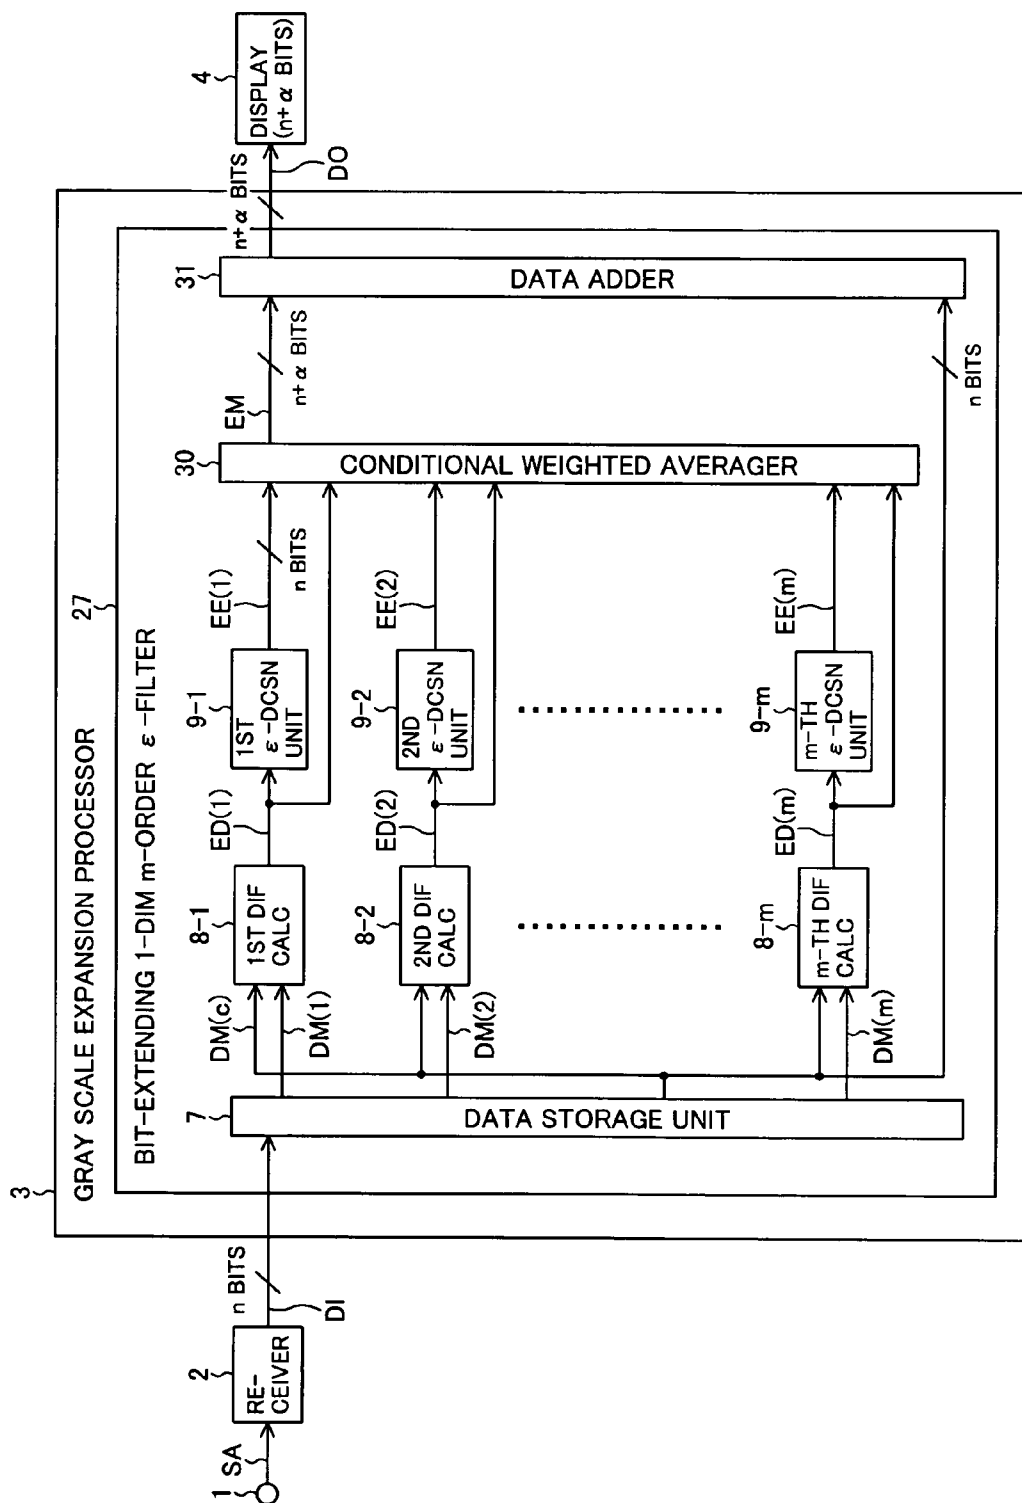 3
GRAY SCALE EXPANSION PROCESSOR
27
BIT-EXTENDING 1-DIM m-ORDER ε-FILTER
1
SA
2
RE-
CEIVER
n BITS
DI
7
DATA STORAGE UNIT
DM(c)
DM(1)
8-1
1ST DIF
CALC
ED(1)
9-1
1ST
ε-DCSN
UNIT
EE(1)
n BITS
DM(2)
8-2
2ND DIF
CALC
ED(2)
9-2
2ND
ε-DCSN
UNIT
EE(2)
DM(m)
8-m
m-TH DIF
CALC
ED(m)
9-m
m-TH
ε-DCSN
UNIT
EE(m)
30
CONDITIONAL WEIGHTED AVERAGER
EM
n+α BITS
n BITS
31
DATA ADDER
n+α BITS
DO
4
DISPLAY
(n+α BITS)